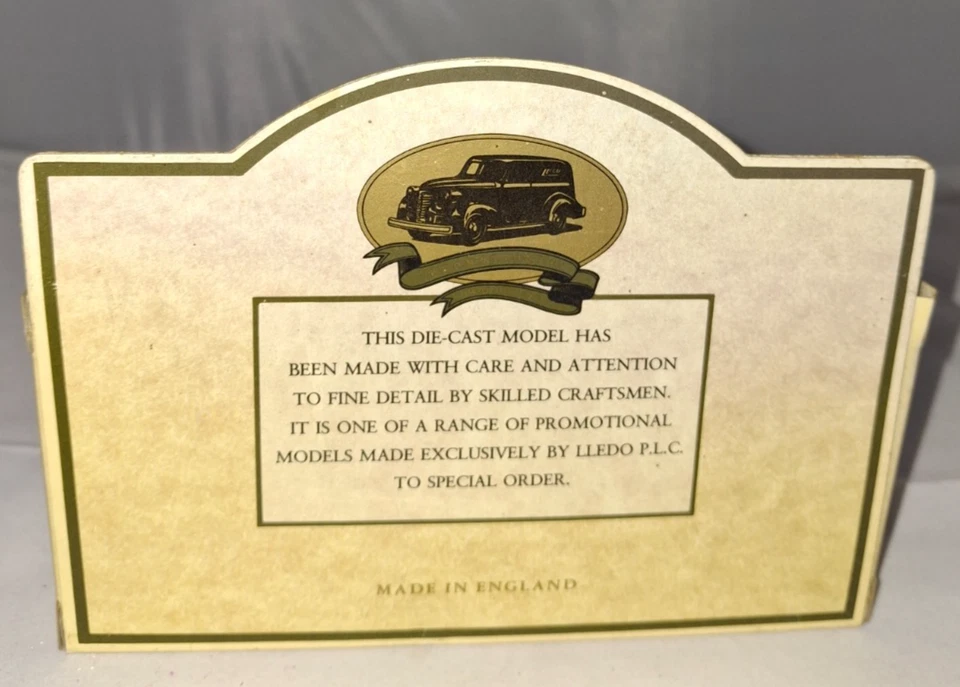 THIS DIE-CAST MODEL HAS
BEEN MADE WITH CARE AND ATTENTION
TO FINE DETAIL BY SKILLED CRAFTSMEN.
IT IS ONE OF A RANGE OF PROMOTIONAL
MODELS MADE EXCLUSIVELY BY LLEDO P.L.C.
TO SPECIAL ORDER.
MADE IN ENGLAND